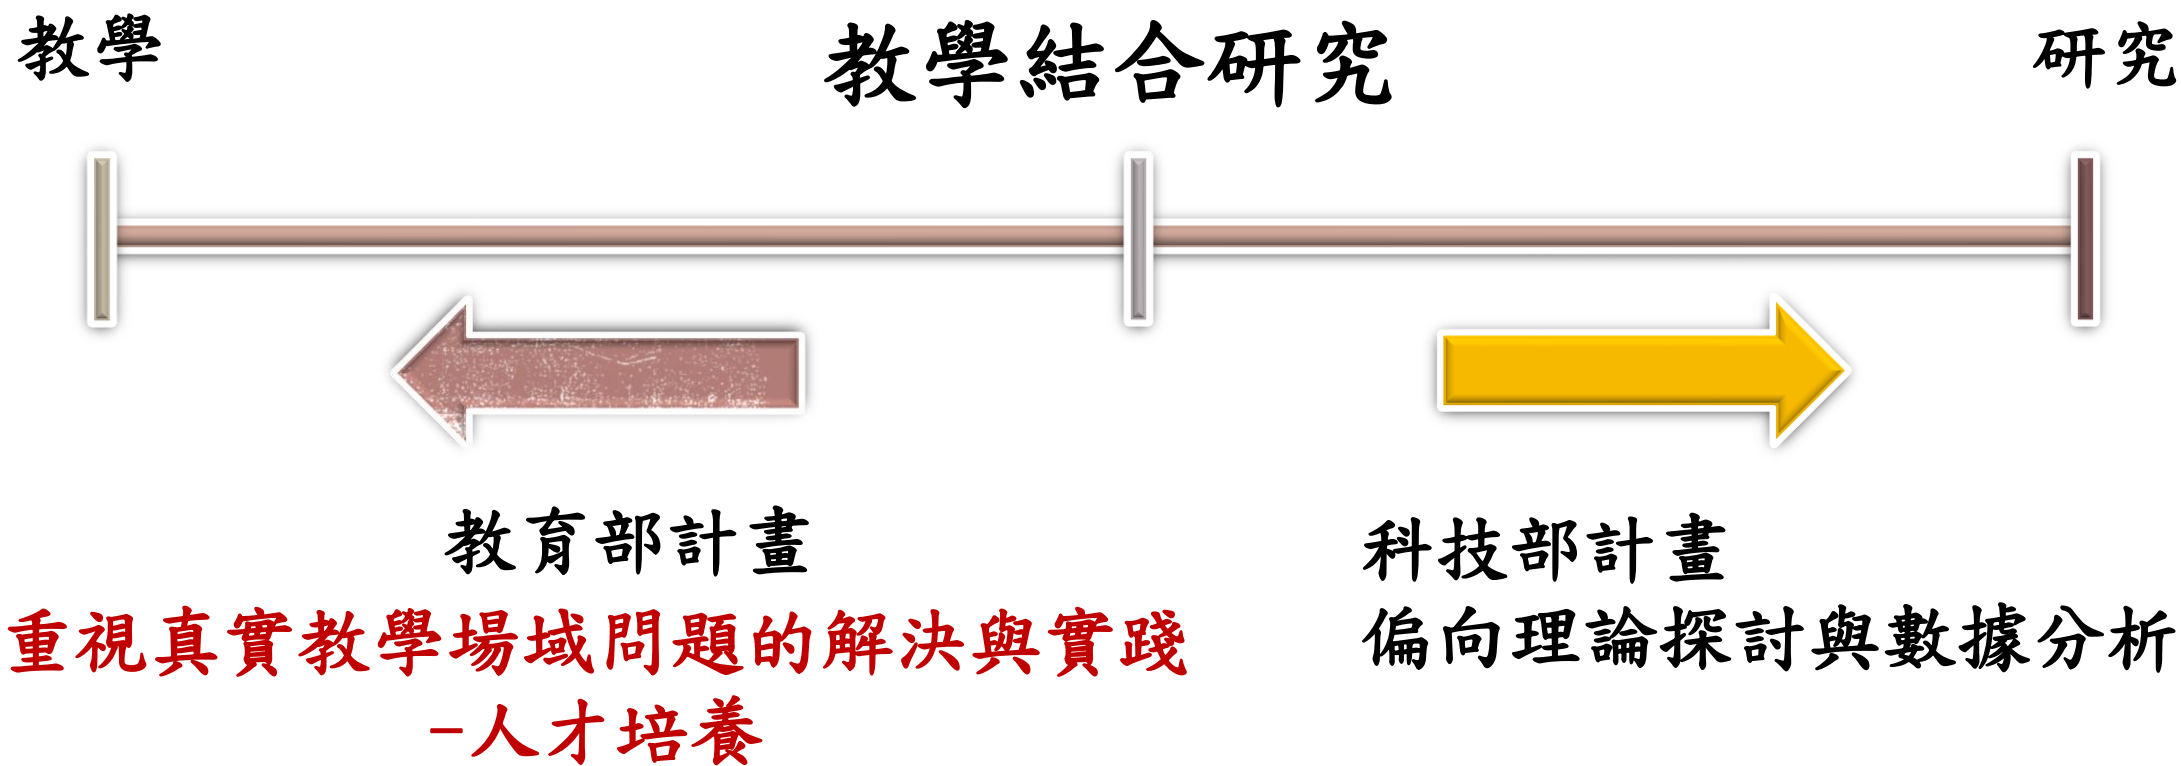 教學
教學結合研究
研究
教育部計畫
重視真實教學場域問題的解決與實踐
-人才培養
科技部計畫
偏向理論探討與數據分析